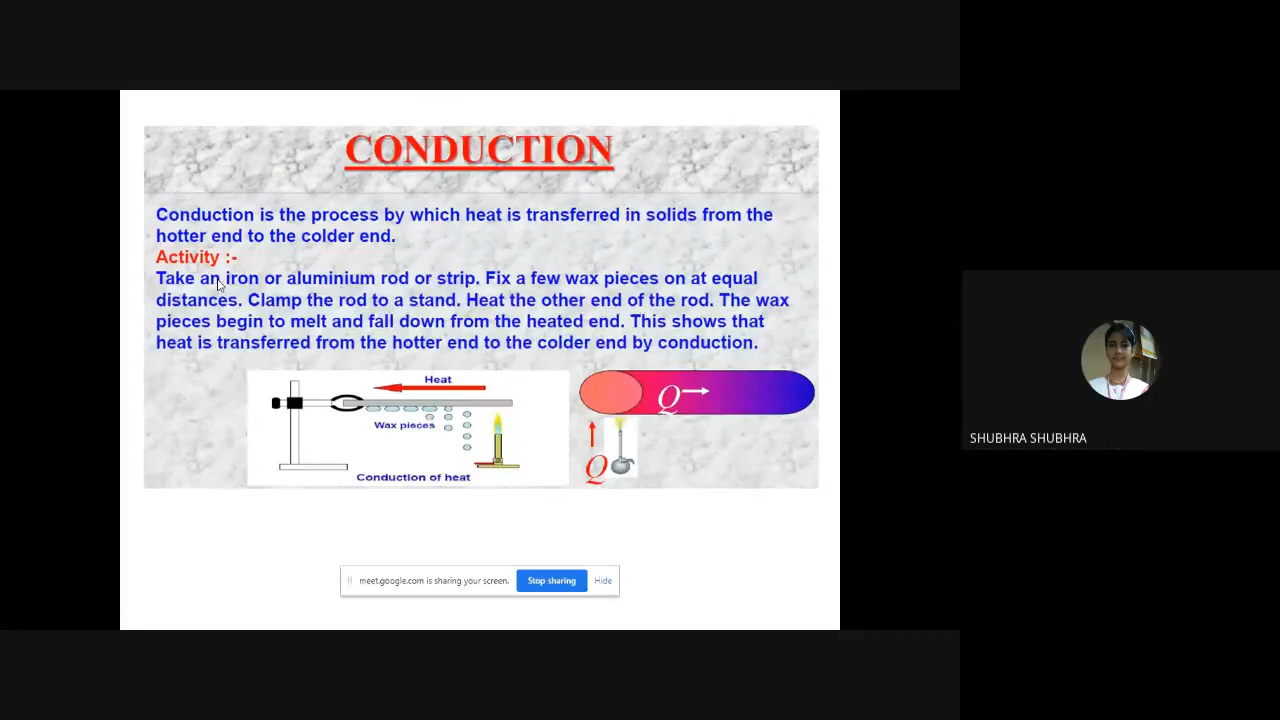 CONDUCTION
Conduction is the process by which heat is transferred in solids from the
hotter end to the colder end.
Activity :-
Take an iron or aluminium rod or strip. Fix a few wax pieces on at equal
distances. Clamp the rod to a stand. Heat the other end of the rod. The wax
pieces begin to melt and fall down from the heated end. This shows that
heat is transferred from the hotter end to the colder end by conduction.
Heat
Wax pieces
Conduction of heat
Q
Q
SHUBHRA SHUBHRA
meet.google.com is sharing your screen.
Stop sharing
Hide